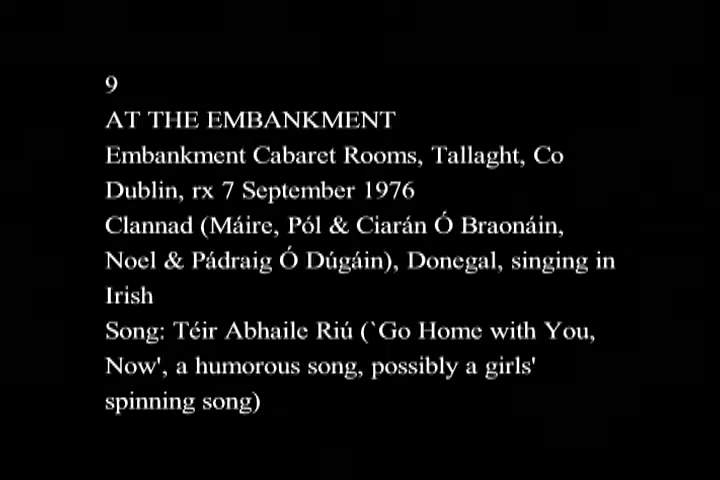 9
AT THE EMBANKMENT
Embankment Cabaret Rooms, Tallaght, Co
Dublin, rx 7 September 1976
Clannad (Máire, Pól & Ciarán Ó Braonáin,
Noel & Pádraig Ó Dúgáin), Donegal, singing in
Irish
Song: Téir Abhaile Riú (`Go Home with You,
Now', a humorous song, possibly a girls'
spinning song)